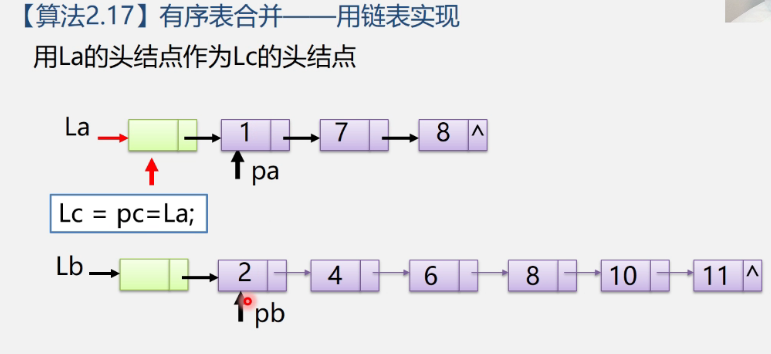 【算法2.17】有序表合并——用链表实现
用La的头结点作为Lc的头结点
La 1 7 8 ^
pa
Lc = pc=La;
Lb 2 4 6 8 10 11 ^
pb